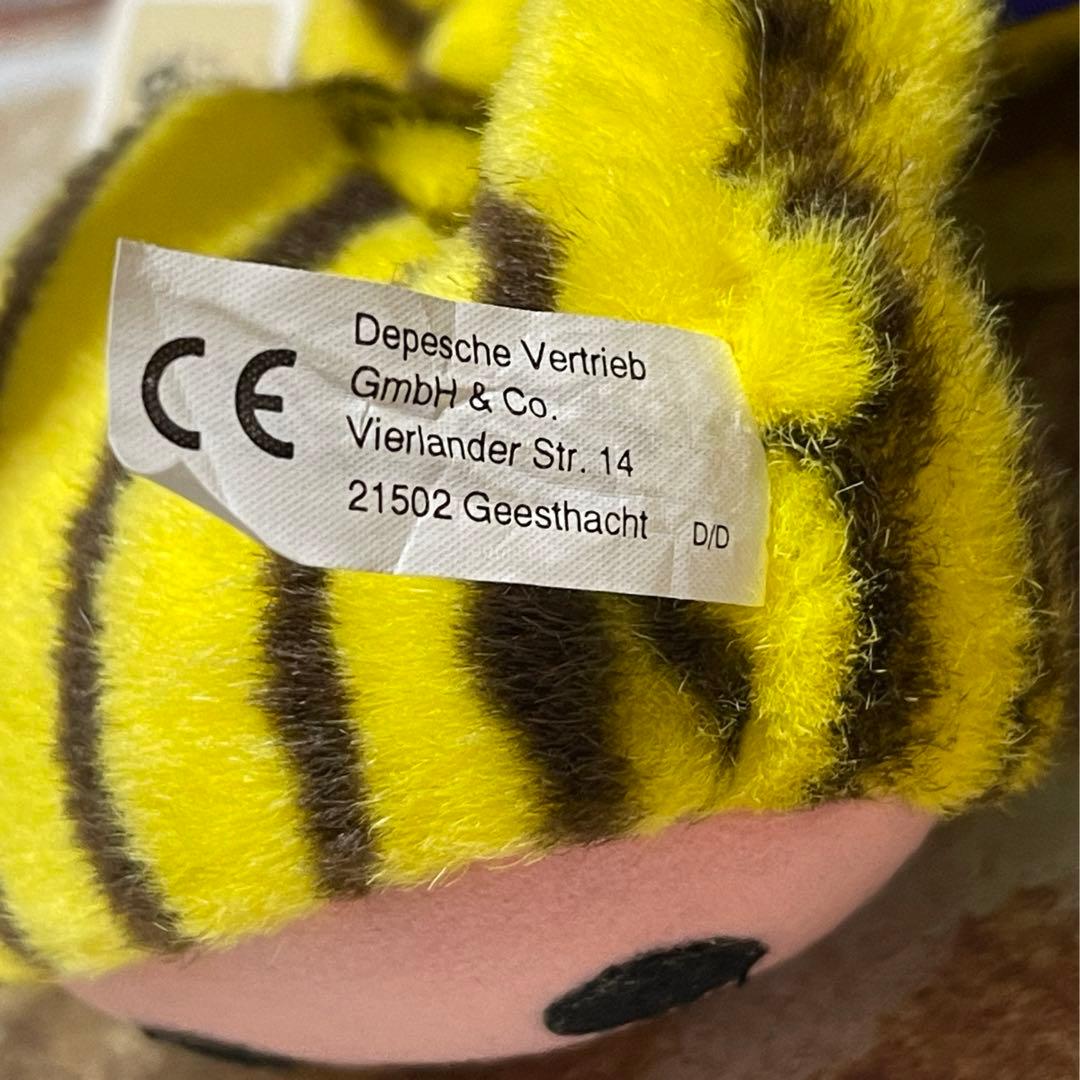 CE
Depesche Vertrieb
GmbH & Co.
Vierlander Str. 14
21502 Geesthacht D/D